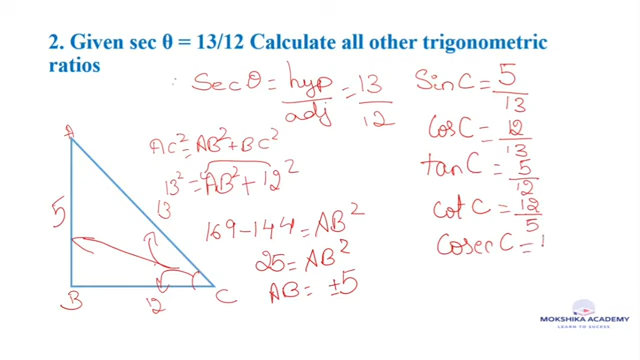 2. Given sec θ = 13/12 Calculate all other trigonometric
ratios
Secθ = hyp/adj = 13/12
AC² = AB² + BC²
13² = AB² + 12²
169 - 144 = AB²
25 = AB²
AB = ±5
A
5
13
B
12
C
Sin C = 5/13
Cos C = 12/13
tan C = 5/12
Cot C = 12/5
Cosec C = 1
MOKSHIKA ACADEMY
LEARN TO SUCCESS